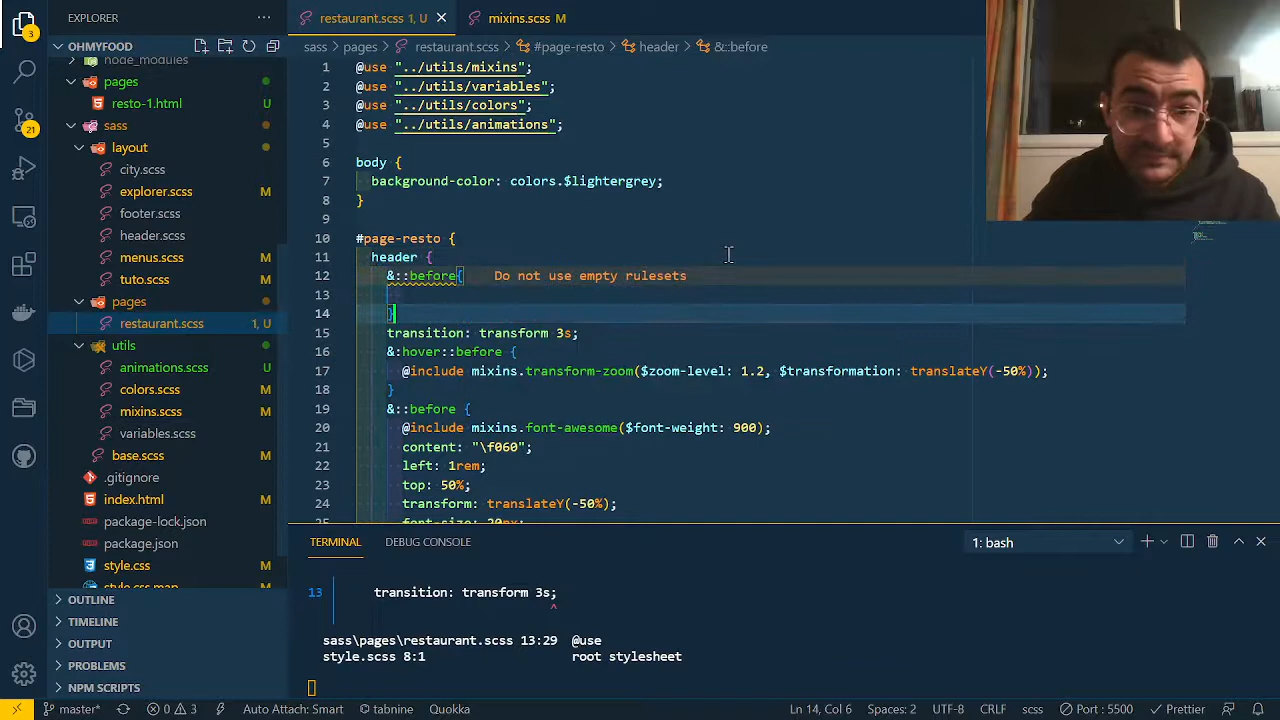 EXPLORER
restaurant.scss 1, U
mixins.scss M
OHMYFOOD
sass > pages > restaurant.scss > #page-resto > header > &::before
node_modules
pages
resto-1.html U
sass
layout
city.scss
explorer.scss M
footer.scss
header.scss
menus.scss M
tuto.scss M
pages
restaurant.scss 1, U
utils
animations.scss U
colors.scss M
mixins.scss M
variables.scss
base.scss M
.gitignore
index.html M
package-lock.json
package.json
style.css M
style.css.map
OUTLINE
TIMELINE
OUTPUT
PROBLEMS
NPM SCRIPTS
3
21
1 @use "../utils/mixins";
2 @use "../utils/variables";
3 @use "../utils/colors";
4 @use "../utils/animations";
5
6 body {
7 background-color: colors.$lightergrey;
8 }
9
10 #page-resto {
11 header {
12 &::before{ Do not use empty rulesets
13
14 }
15 transition: transform 3s;
16 &:hover::before {
17 @include mixins.transform-zoom($zoom-level: 1.2, $transformation: translateY(-50%));
18 }
19 &::before {
20 @include mixins.font-awesome($font-weight: 900);
21 content: "\f060";
22 left: 1rem;
23 top: 50%;
24 transform: translateY(-50%);
25 font-size: 20px;
TERMINAL
DEBUG CONSOLE
1: bash
13 transition: transform 3s;
^
sass\pages\restaurant.scss 13:29 @use
style.scss 8:1 root stylesheet
master*
0
3
Auto Attach: Smart
tabnine
Quokka
Ln 14, Col 6
Spaces: 2
UTF-8
CRLF
scss
Port : 5500
Prettier